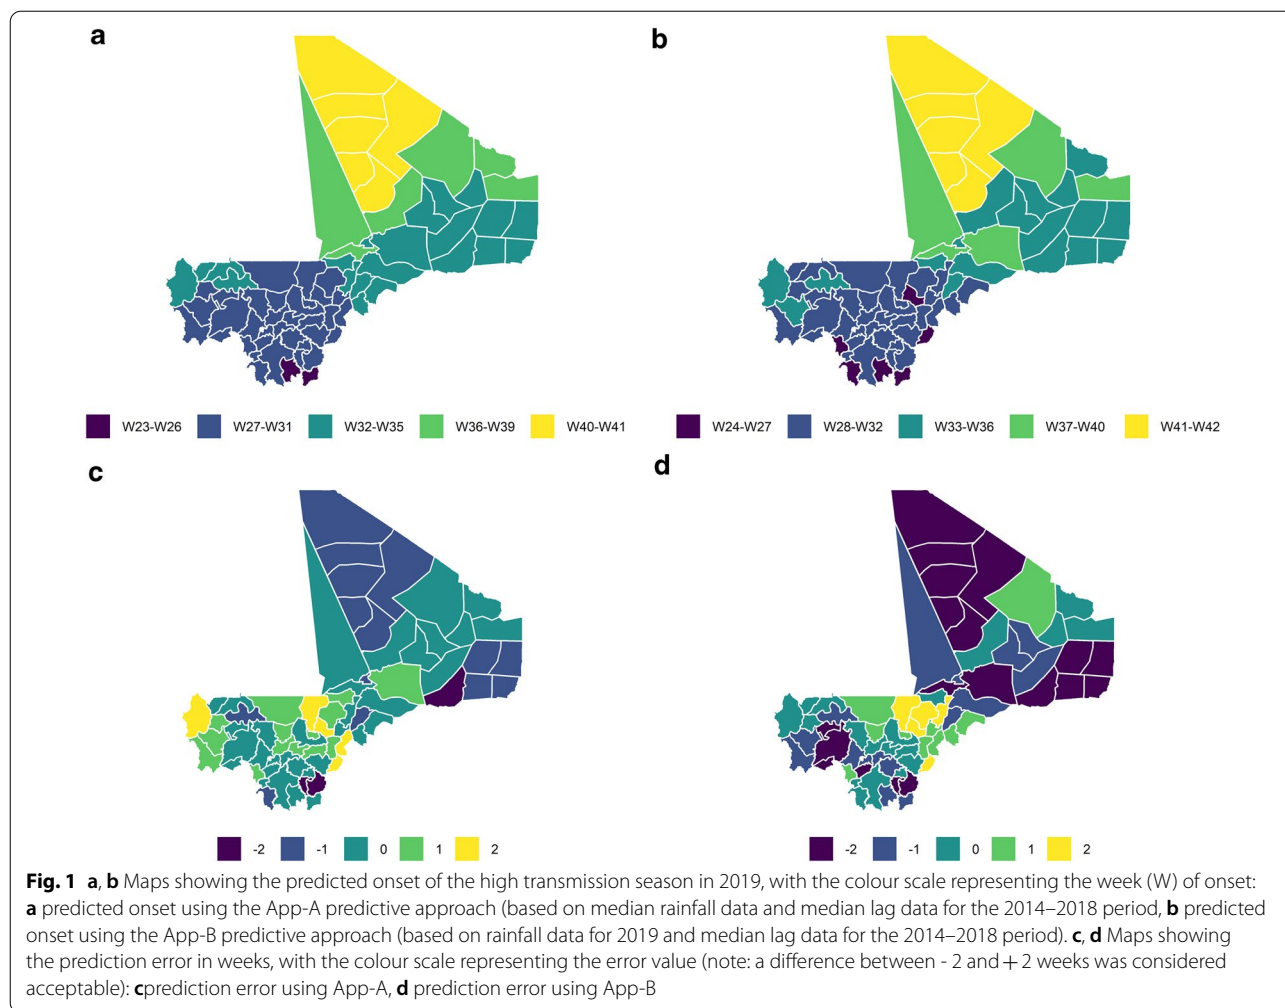 a
b
W23-W26 W27-W31 W32-W35 W36-W39 W40-W41
W24-W27 W28-W32 W33-W36 W37-W40 W41-W42
c
d
-2 -1 0 1 2
-2 -1 0 1 2
Fig. 1 a, b Maps showing the predicted onset of the high transmission season in 2019, with the colour scale representing the week (W) of onset:
a predicted onset using the App-A predictive approach (based on median rainfall data and median lag data for the 2014–2018 period, b predicted
onset using the App-B predictive approach (based on rainfall data for 2019 and median lag data for the 2014–2018 period). c, d Maps showing
the prediction error in weeks, with the colour scale representing the error value (note: a difference between - 2 and + 2 weeks was considered
acceptable): cprediction error using App-A, d prediction error using App-B